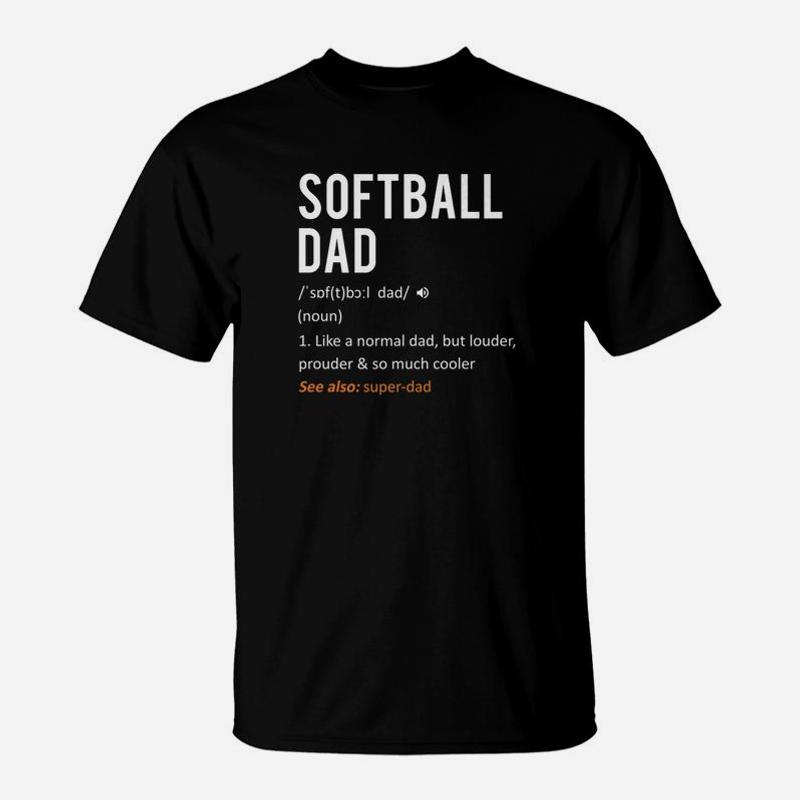 SOFTBALL
DAD
/ˈsɒf(t)bɔːl dad/
(noun)
1. Like a normal dad, but louder,
prouder & so much cooler
See also: super-dad